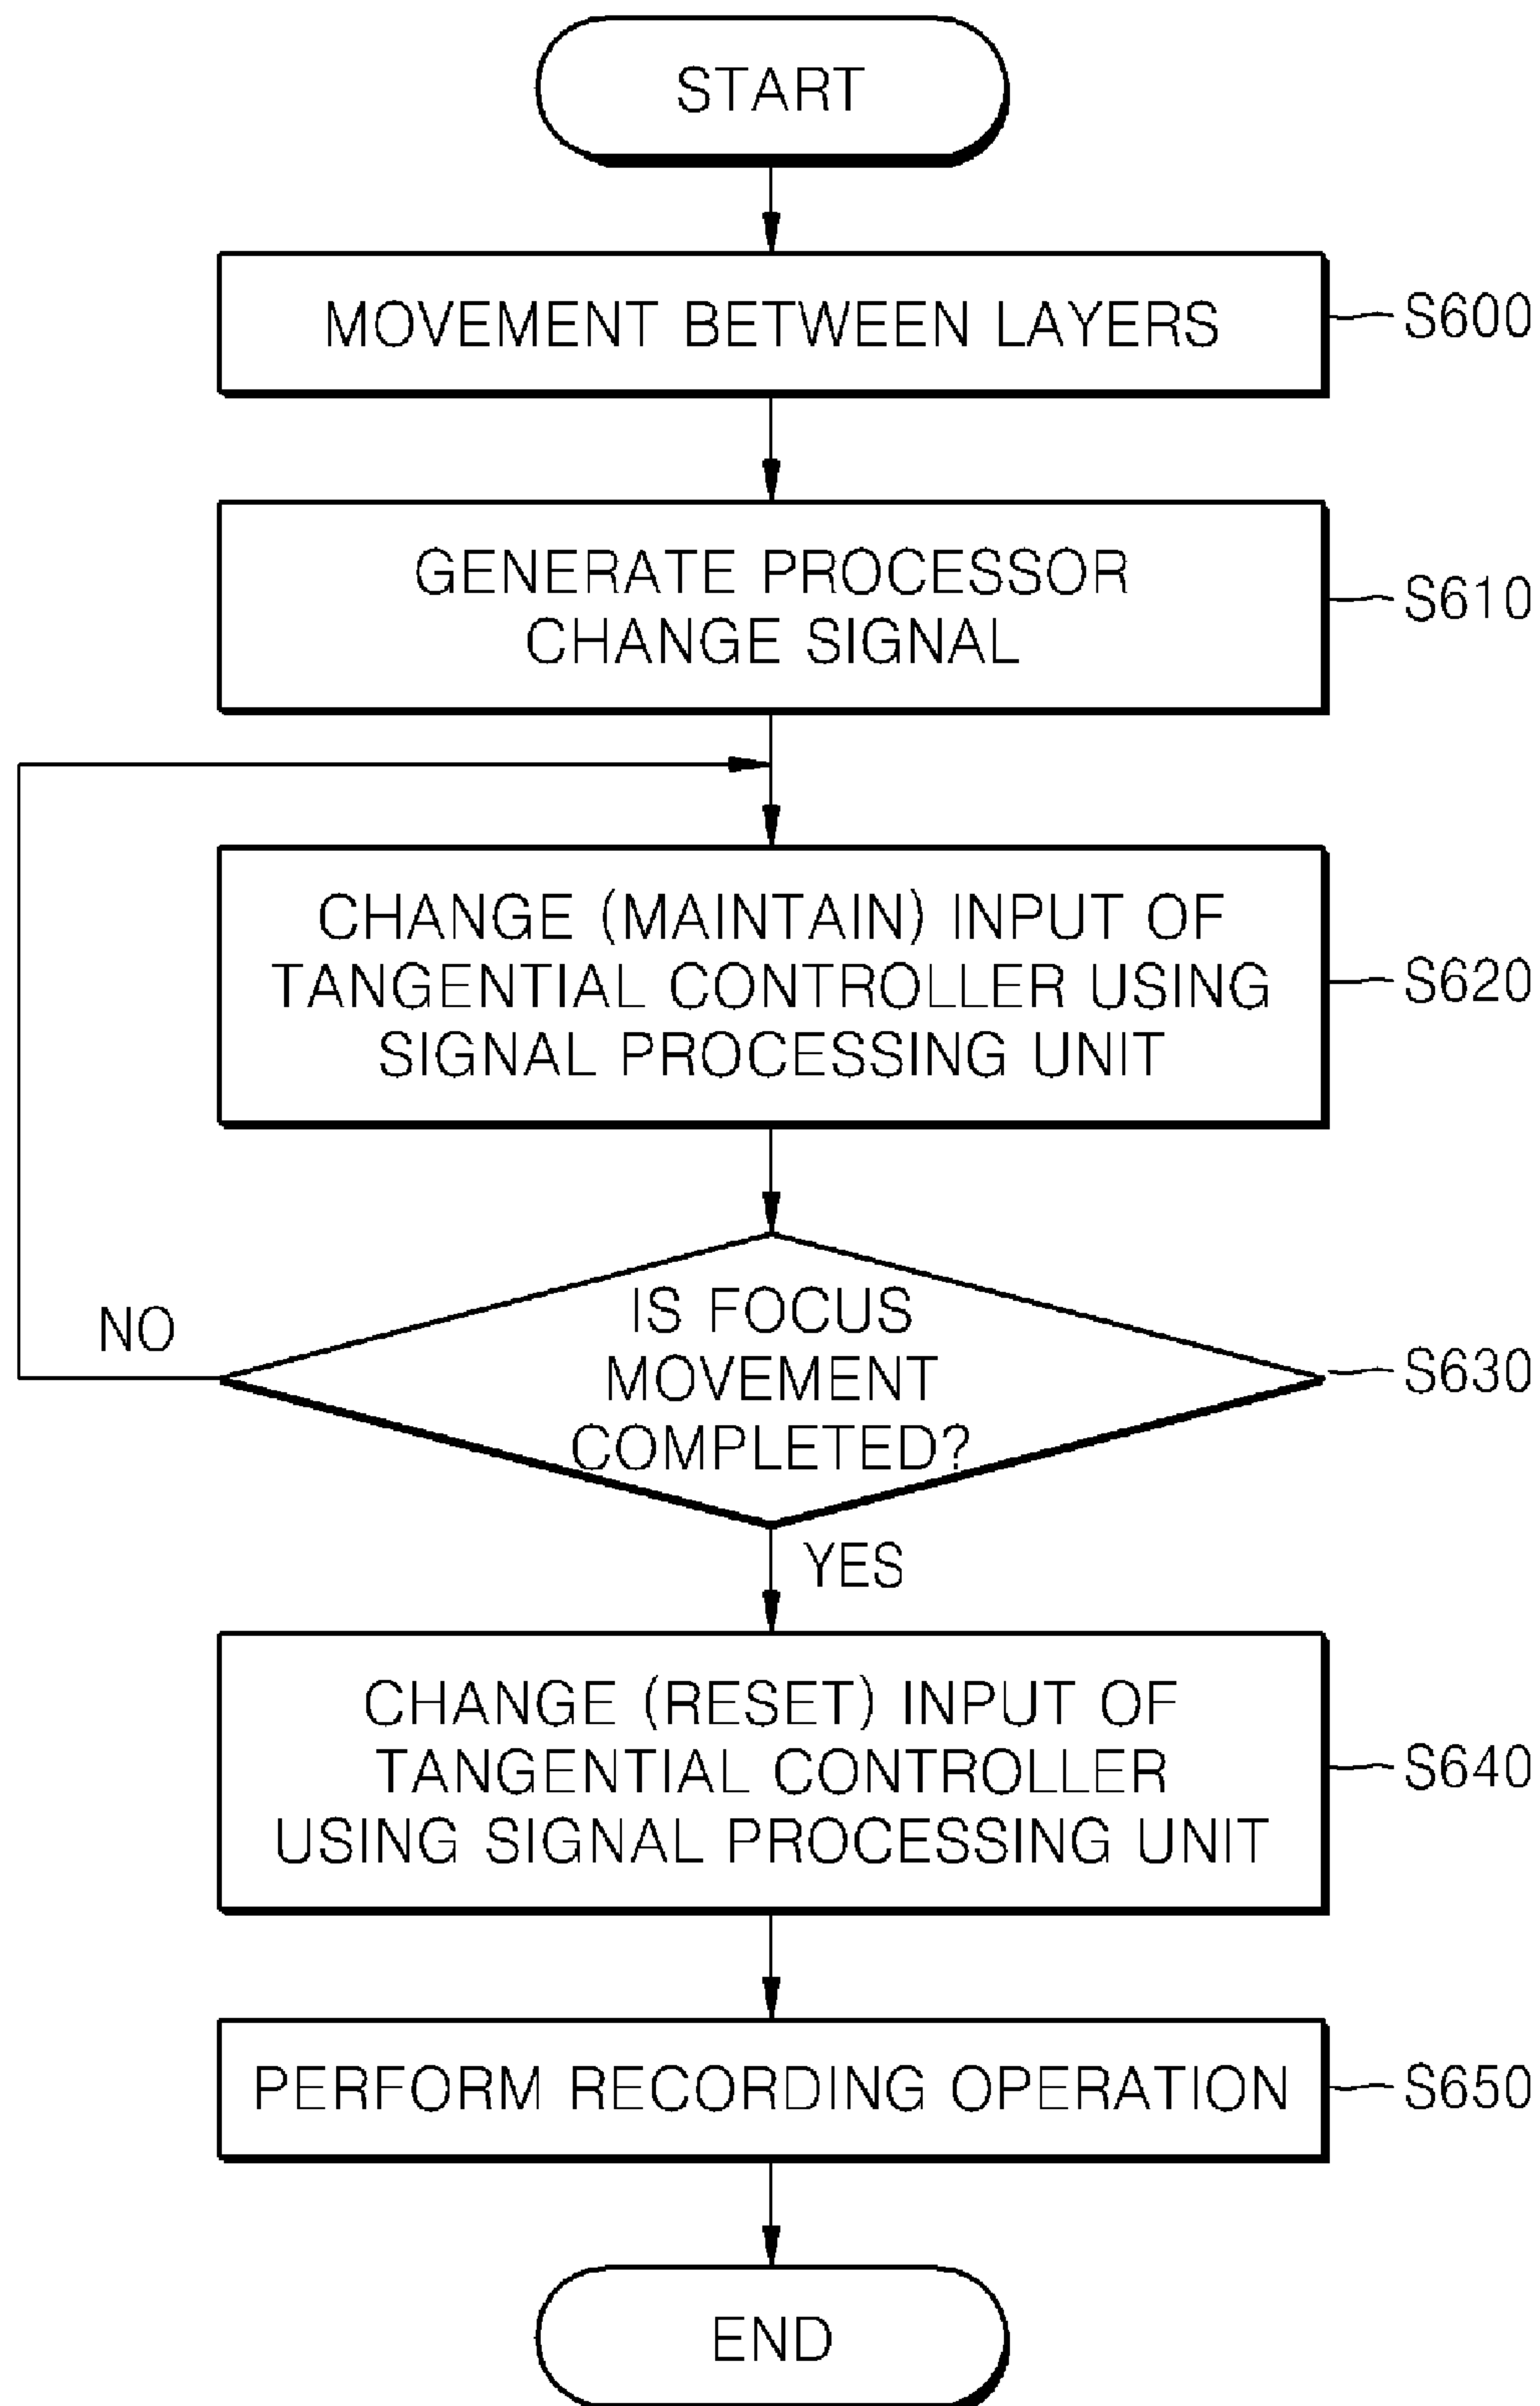 START
MOVEMENT BETWEEN LAYERS
S600
GENERATE PROCESSOR
CHANGE SIGNAL
S610
CHANGE (MAINTAIN) INPUT OF
TANGENTIAL CONTROLLER USING
SIGNAL PROCESSING UNIT
S620
IS FOCUS
MOVEMENT
COMPLETED?
S630
NO
YES
CHANGE (RESET) INPUT OF
TANGENTIAL CONTROLLER
USING SIGNAL PROCESSING UNIT
S640
PERFORM RECORDING OPERATION
S650
END